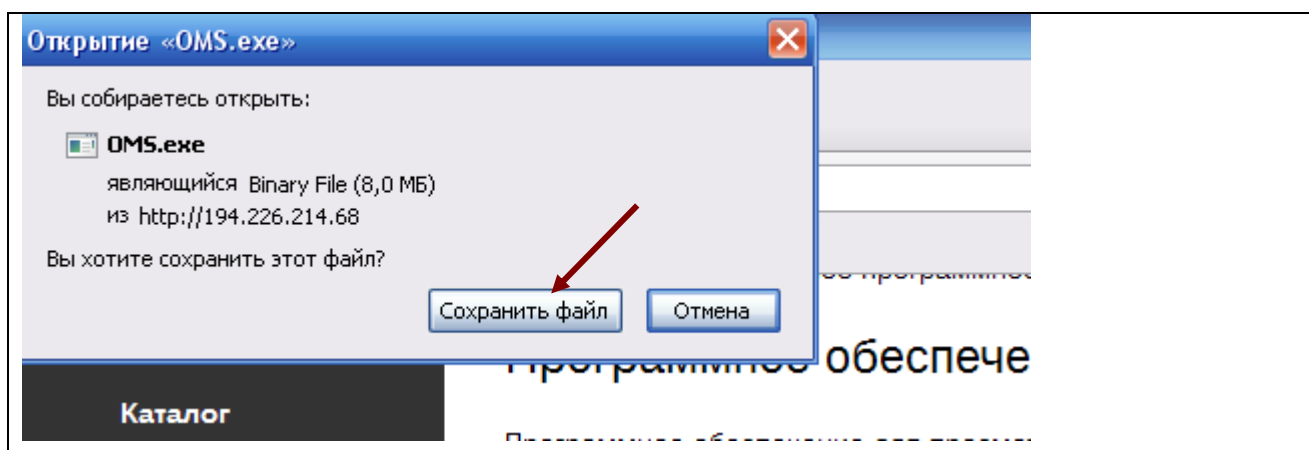 Открытие «OMS.exe»
Вы собираетесь открыть:
OMS.exe
являющийся Binary File (8,0 МБ)
из http://194.226.214.68
Вы хотите сохранить этот файл?
Сохранить файл Отмена
Программное обеспече
Каталог